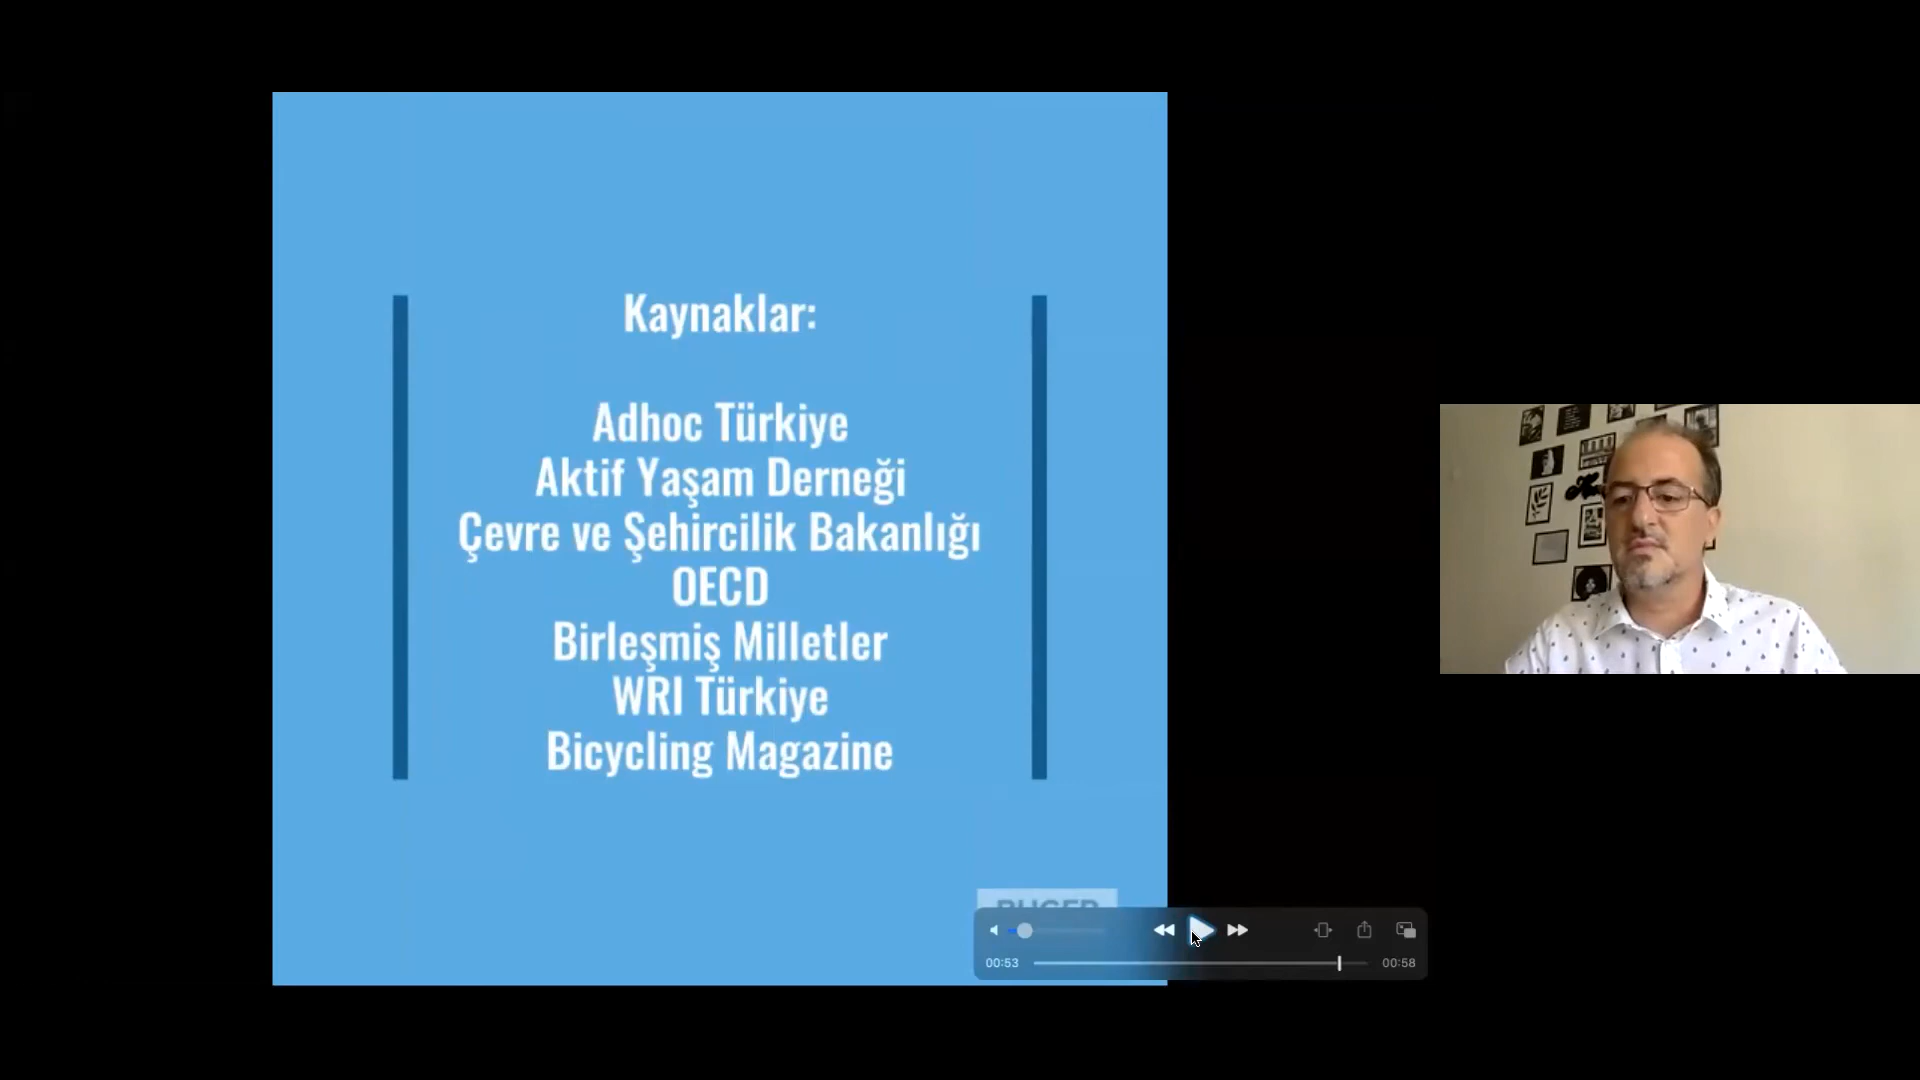 Kaynaklar:
Adhoc Türkiye
Aktif Yaşam Derneği
Çevre ve Şehircilik Bakanlığı
OECD
Birleşmiş Milletler
WRI Türkiye
Bicycling Magazine
00:53
00:58